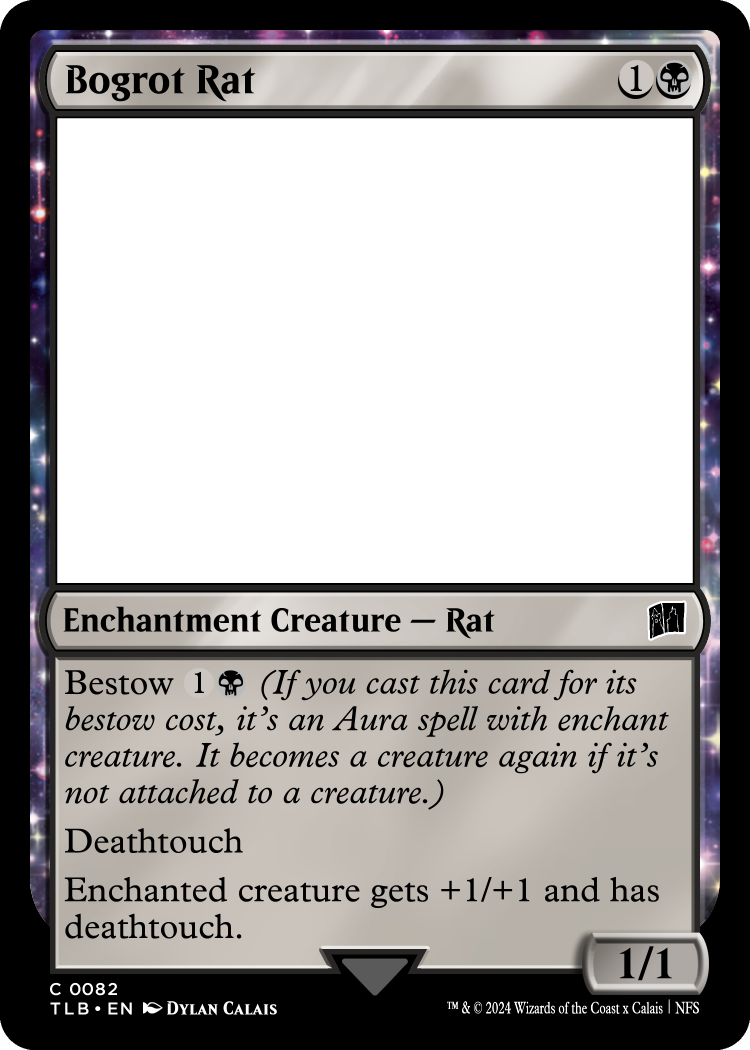 Bogrot Rat 1
Enchantment Creature — Rat
Bestow 1 (If you cast this card for its
bestow cost, it's an Aura spell with enchant
creature. It becomes a creature again if it's
not attached to a creature.)
Deathtouch
Enchanted creature gets +1/+1 and has
deathtouch.
1/1
C 0082
TLB • EN DYLAN CALAIS
™ & © 2024 Wizards of the Coast x Calais | NFS